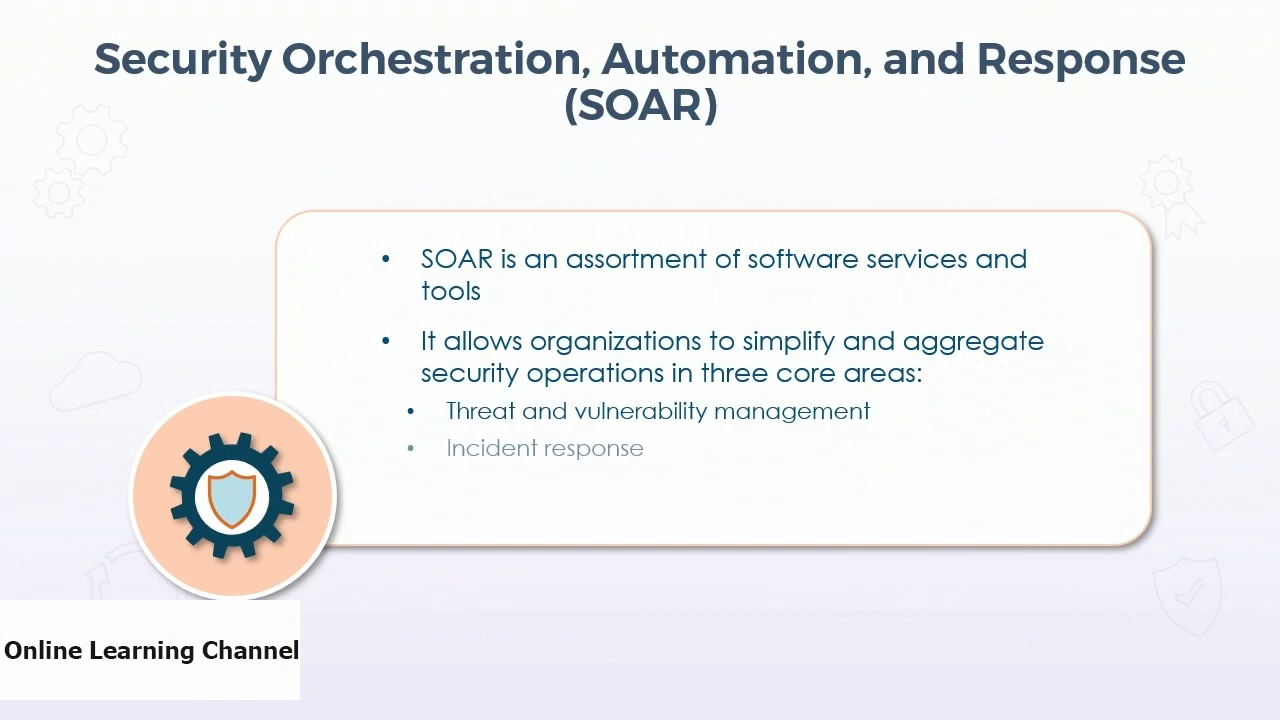 Security Orchestration, Automation, and Response
(SOAR)
• SOAR is an assortment of software services and
tools
• It allows organizations to simplify and aggregate
security operations in three core areas:
• Threat and vulnerability management
• Incident response
Online Learning Channel